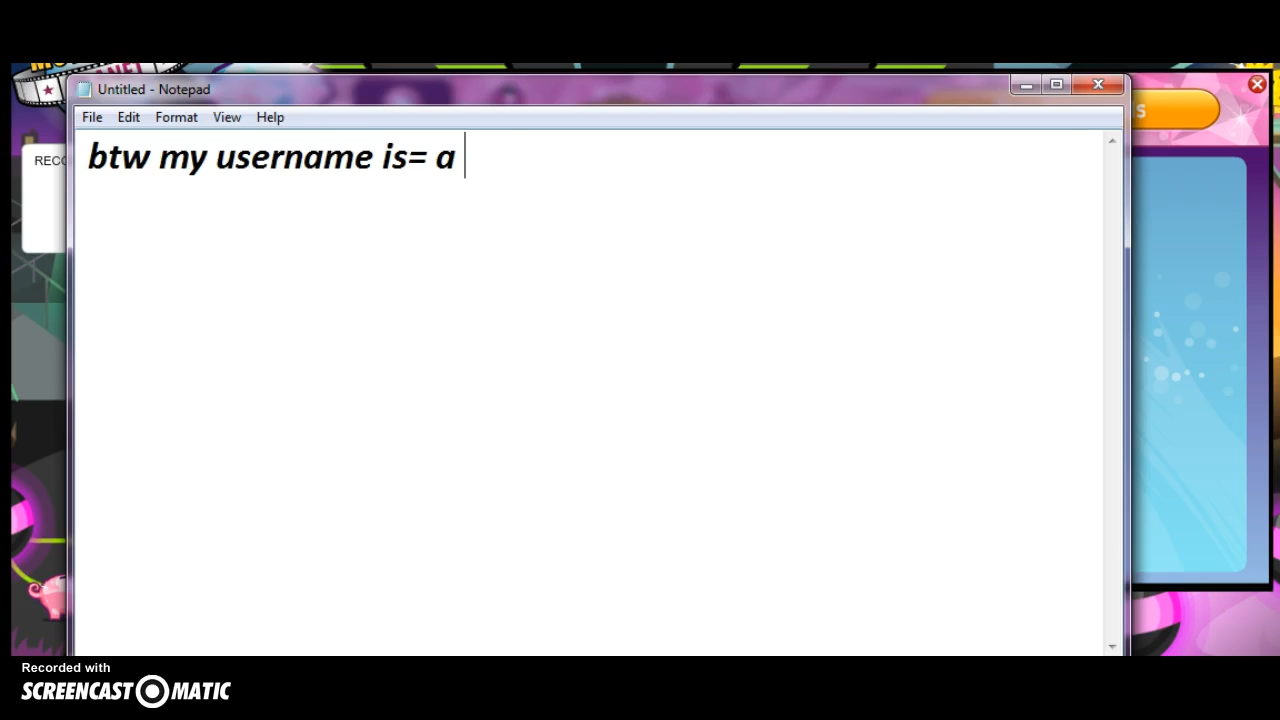 Untitled - Notepad
File Edit Format View Help
btw my username is= a
Recorded with
SCREENCAST MATIC